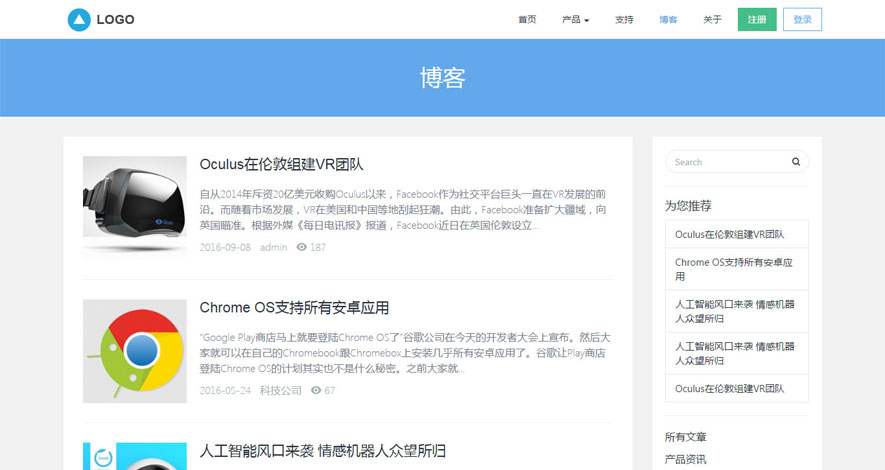 LOGO
首页 产品 支持 博客 关于 注册 登录
博客
Oculus在伦敦组建VR团队
自从2014年斥资20亿美元收购Oculus以来，Facebook作为社交平台巨头一直在VR发展的前
沿。而随着市场发展，VR在美国和中国等地刮起狂潮。由此，Facebook准备扩大疆域，向
英国瞄准。根据外媒《每日电讯报》报道，Facebook近日在英国伦敦设立...
2016-09-08 admin 187
Chrome OS支持所有安卓应用
"Google Play商店马上就要登陆Chrome OS了"谷歌公司在今天的开发者大会上宣布。然后大
家就可以在自己的Chromebook跟Chromebox上安装几乎所有安卓应用了。谷歌让Play商店
登陆Chrome OS的计划其实也不是什么秘密。之前大家就...
2016-05-24 科技公司 67
人工智能风口来袭 情感机器人众望所归
Search
为您推荐
Oculus在伦敦组建VR团队
Chrome OS支持所有安卓应
用
人工智能风口来袭 情感机器
人众望所归
人工智能风口来袭 情感机器
人众望所归
Oculus在伦敦组建VR团队
所有文章
产品资讯